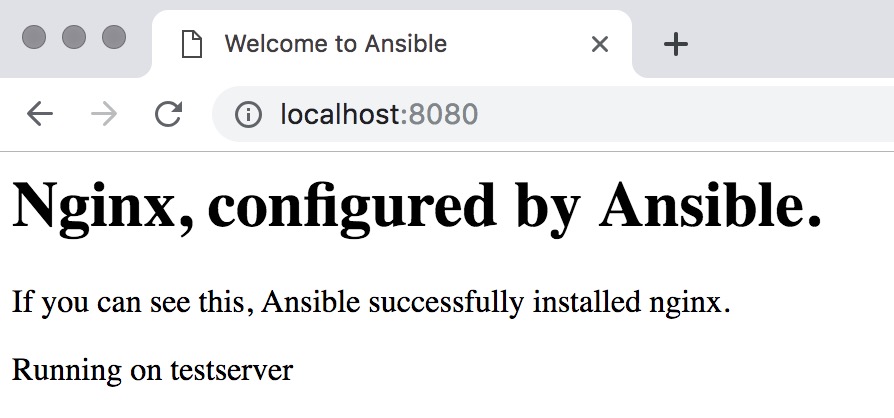 Welcome to Ansible
localhost:8080
Nginx, configured by Ansible.
If you can see this, Ansible successfully installed nginx.
Running on testserver